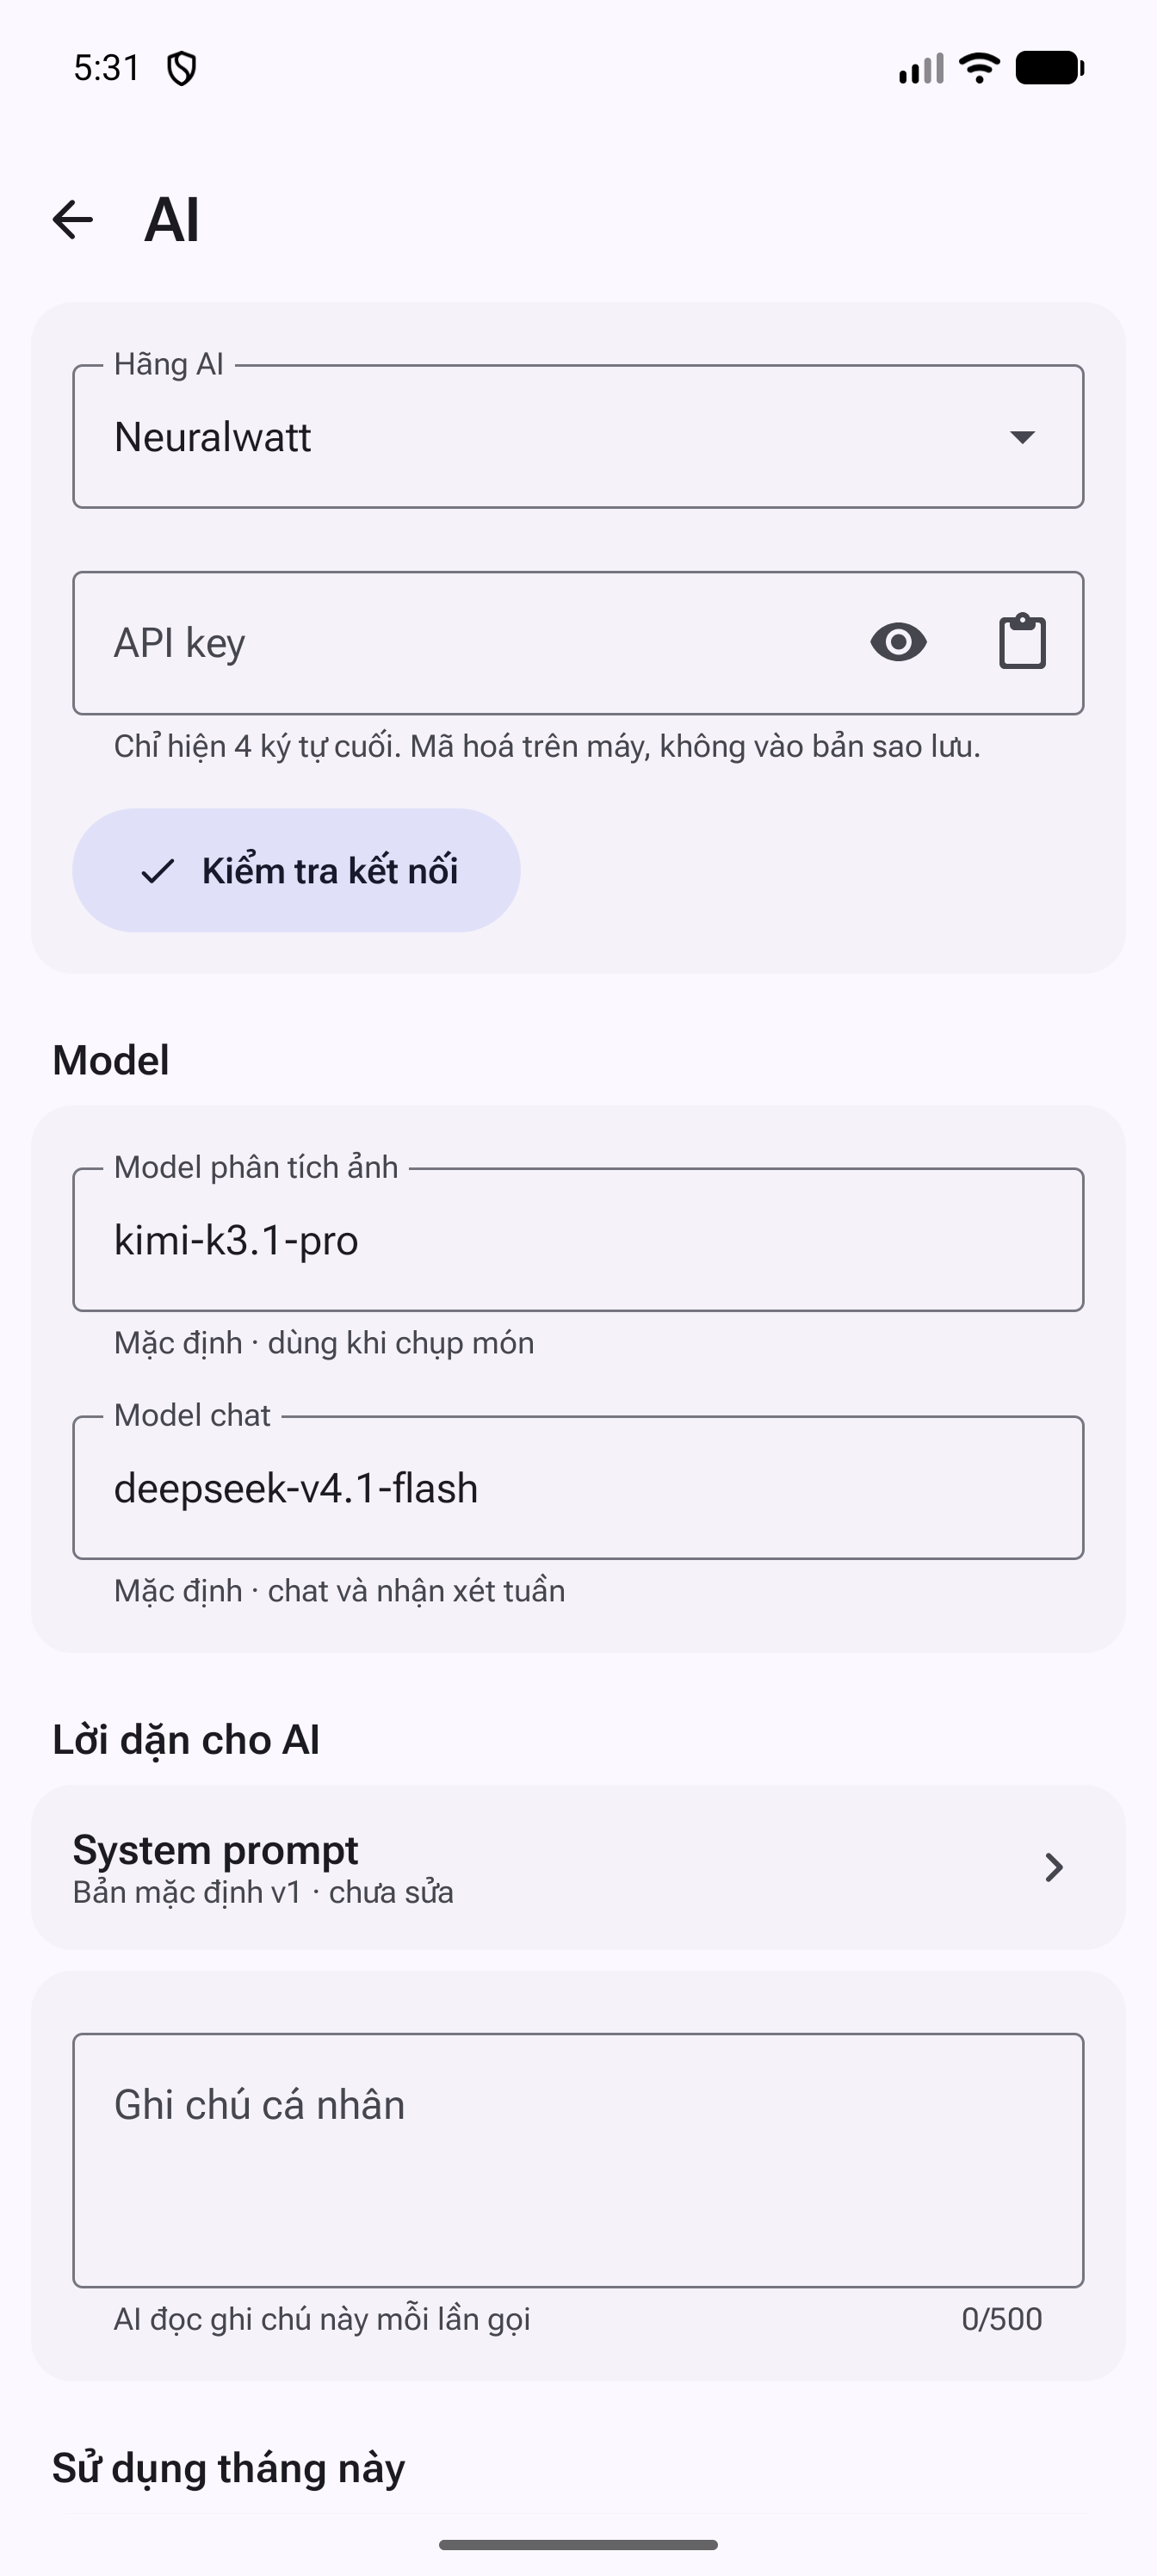 5:31
AI
Hãng AI
Neuralwatt
API key
Chỉ hiện 4 ký tự cuối. Mã hoá trên máy, không vào bản sao lưu.
Kiểm tra kết nối
Model
Model phân tích ảnh
kimi-k3.1-pro
Mặc định · dùng khi chụp món
Model chat
deepseek-v4.1-flash
Mặc định · chat và nhận xét tuần
Lời dặn cho AI
System prompt
Bản mặc định v1 · chưa sửa
Ghi chú cá nhân
AI đọc ghi chú này mỗi lần gọi 0/500
Sử dụng tháng này